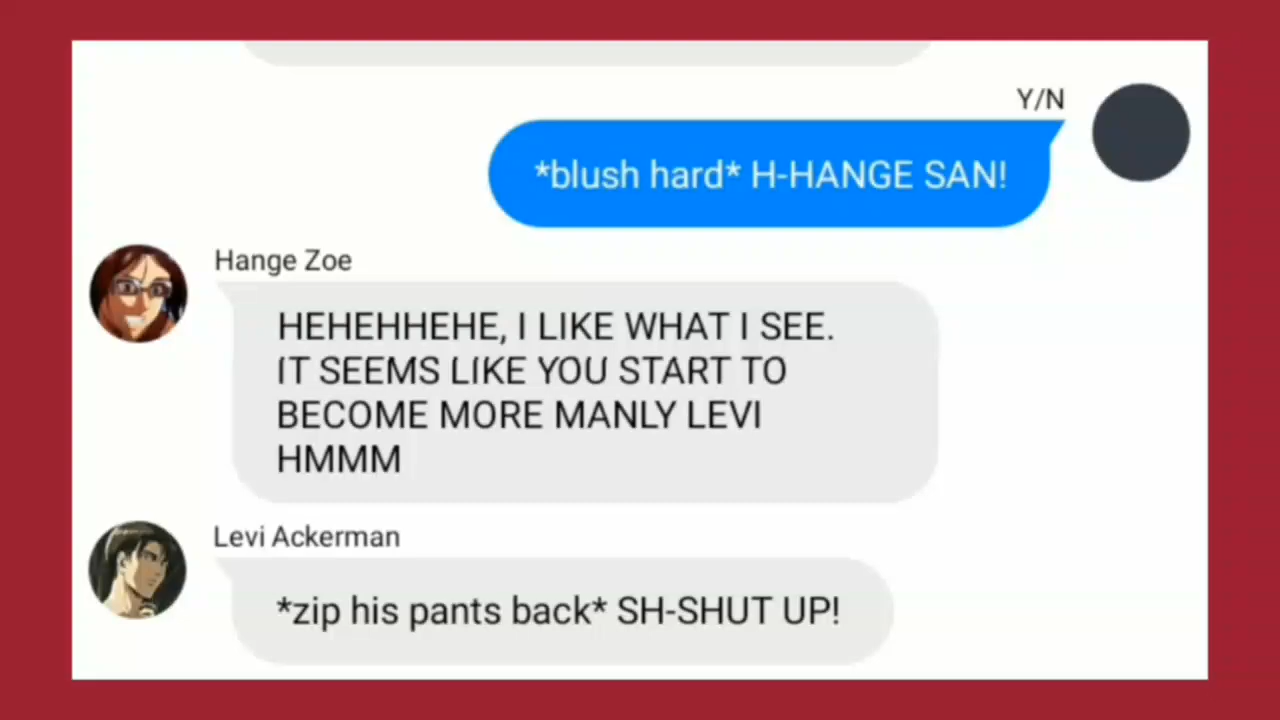 Y/N
*blush hard* H-HANGE SAN!
Hange Zoe
HEHEHHEHE, I LIKE WHAT I SEE.
IT SEEMS LIKE YOU START TO
BECOME MORE MANLY LEVI
HMMM
Levi Ackerman
*zip his pants back* SH-SHUT UP!